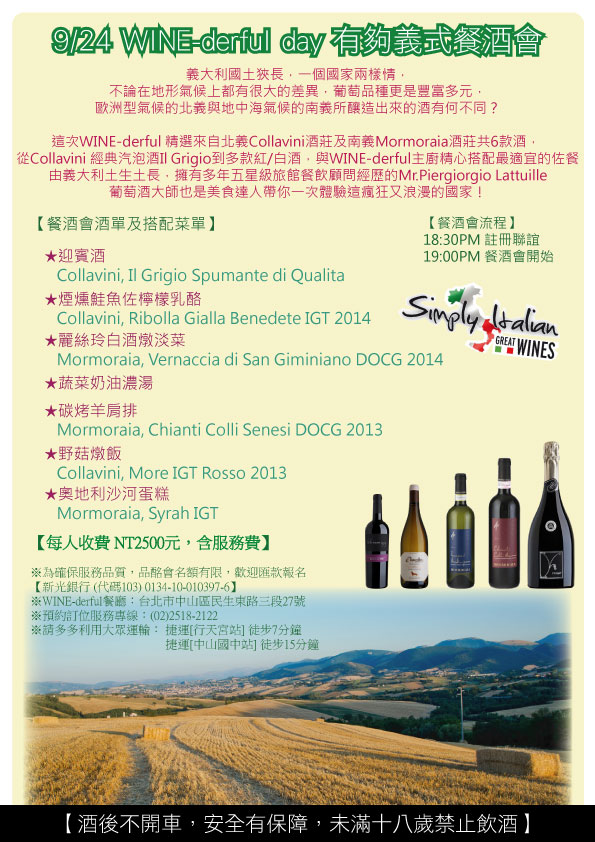 9/24 WINE-derful day 有夠義式餐酒會
義大利國土狹長，一個國家兩樣情，
不論在地形氣候上都有很大的差異，葡萄品種更是豐富多元，
歐洲型氣候的北義與地中海氣候的南義所釀造出來的酒有何不同？
這次WINE-derful 精選來自北義Collavini酒莊及南義Mormoraia酒莊共6款酒，
從Collavini 經典汽泡酒Il Grigio到多款紅/白酒，與WINE-derful主廚精心搭配最適宜的佐餐
由義大利土生土長，擁有多年五星級旅館餐飲顧問經歷的Mr.Piergiorgio Lattuille
葡萄酒大師也是美食達人帶你一次體驗這瘋狂又浪漫的國家！
【餐酒會酒單及搭配菜單】
★迎賓酒
Collavini, Il Grigio Spumante di Qualita
★煙燻鮭魚佐檸檬乳酪
Collavini, Ribolla Gialla Benedete IGT 2014
★麗絲玲白酒燉淡菜
Mormoraia, Vernaccia di San Giminiano DOCG 2014
★蔬菜奶油濃湯
★碳烤羊肩排
Mormoraia, Chianti Colli Senesi DOCG 2013
★野菇燉飯
Collavini, More IGT Rosso 2013
★奧地利沙河蛋糕
Mormoraia, Syrah IGT
【餐酒會流程】
18:30PM 註冊聯誼
19:00PM 餐酒會開始
Simply Italian
GREAT WINES
【每人收費 NT2500元，含服務費】
※為確保服務品質，品酩會名額有限，歡迎匯款報名
【新光銀行 (代碼103) 0134-10-010397-6】
※WINE-derful餐廳：台北市中山區民生東路三段27號
※預約訂位服務專線：(02)2518-2122
※請多多利用大眾運輸： 捷運[行天宮站] 徒步7分鐘
捷運[中山國中站] 徒步15分鐘
【酒後不開車，安全有保障，未滿十八歲禁止飲酒】